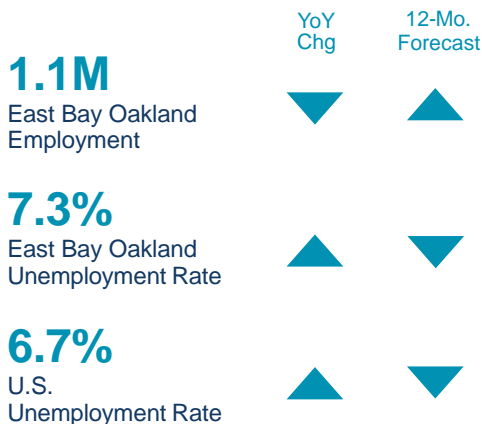 YoY
Chg
12-Mo.
Forecast
1.1M
East Bay Oakland
Employment
7.3%
East Bay Oakland
Unemployment Rate
6.7%
U.S.
Unemployment Rate